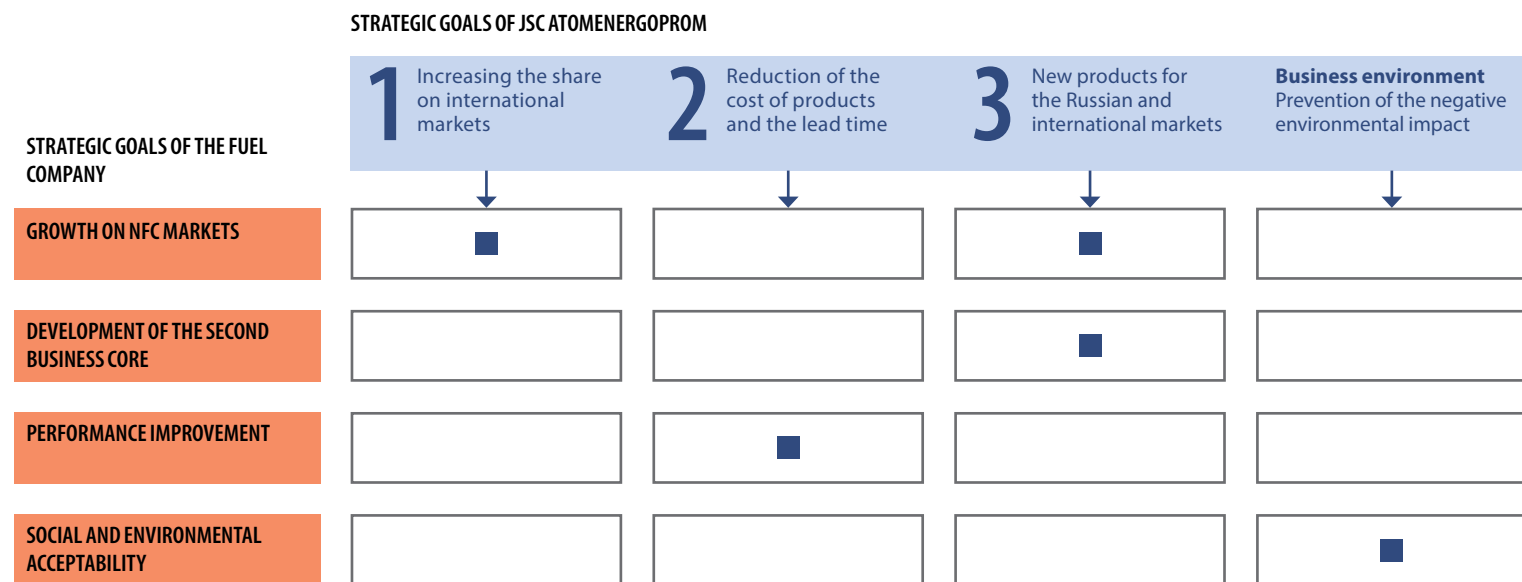 STRATEGIC GOALS OF JSC ATOMENERGOPROM
1
Increasing the share
on international
markets
2
Reduction of the
cost of products
and the lead time
3
New products for
the Russian and
international markets
Business environment
Prevention of the negative
environmental impact
STRATEGIC GOALS OF THE FUEL
COMPANY
GROWTH ON NFC MARKETS
DEVELOPMENT OF THE SECOND
BUSINESS CORE
PERFORMANCE IMPROVEMENT
SOCIAL AND ENVIRONMENTAL
ACCEPTABILITY